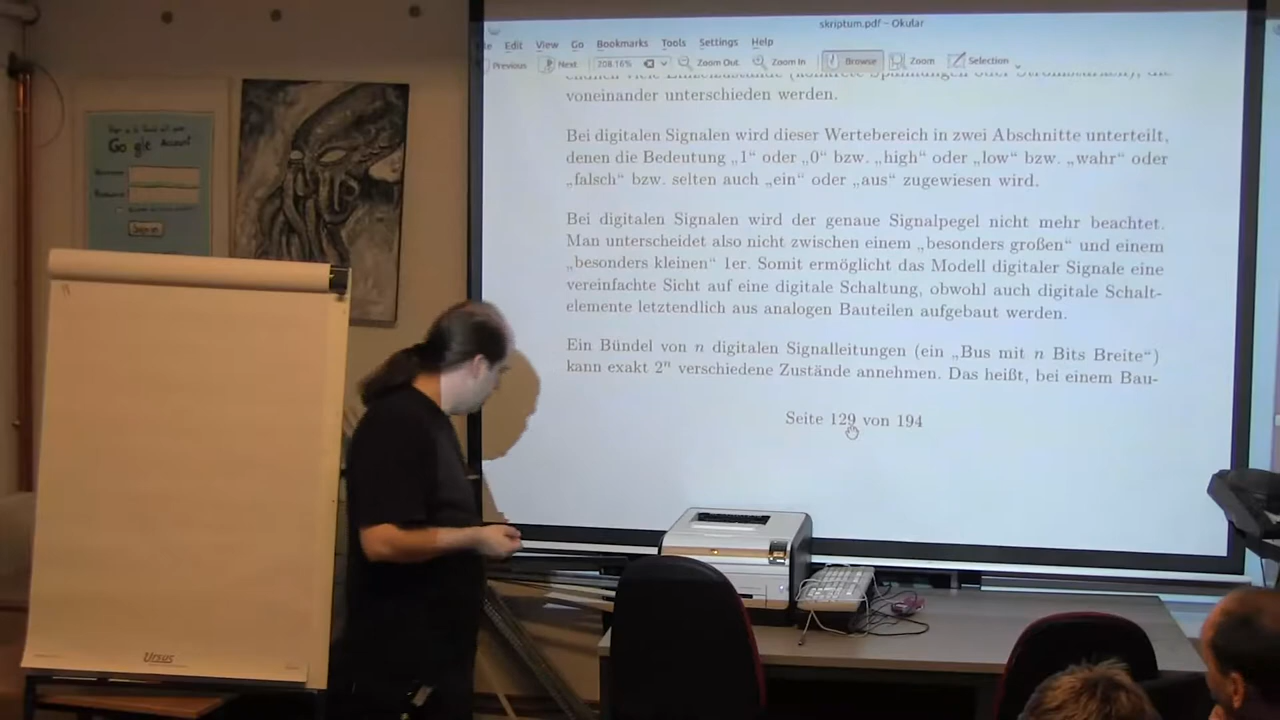 skriptum.pdf – Okular
Edit View Go Bookmarks Tools Settings Help
Previous Next 208.16% Zoom Out Zoom In Browse Zoom Selection
voneinander unterschieden werden.
Bei digitalen Signalen wird dieser Wertebereich in zwei Abschnitte unterteilt,
denen die Bedeutung „1“ oder „0“ bzw. „high“ oder „low“ bzw. „wahr“ oder
„falsch“ bzw. selten auch „ein“ oder „aus“ zugewiesen wird.
Bei digitalen Signalen wird der genaue Signalpegel nicht mehr beachtet.
Man unterscheidet also nicht zwischen einem „besonders großen“ und einem
„besonders kleinen“ 1er. Somit ermöglicht das Modell digitaler Signale eine
vereinfachte Sicht auf eine digitale Schaltung, obwohl auch digitale Schalt-
elemente letztendlich aus analogen Bauteilen aufgebaut werden.
Ein Bündel von n digitalen Signalleitungen (ein „Bus mit n Bits Breite“)
kann exakt 2ⁿ verschiedene Zustände annehmen. Das heißt, bei einem Bau-
Seite 129 von 194
Go gle Account
Sign in
Ursus